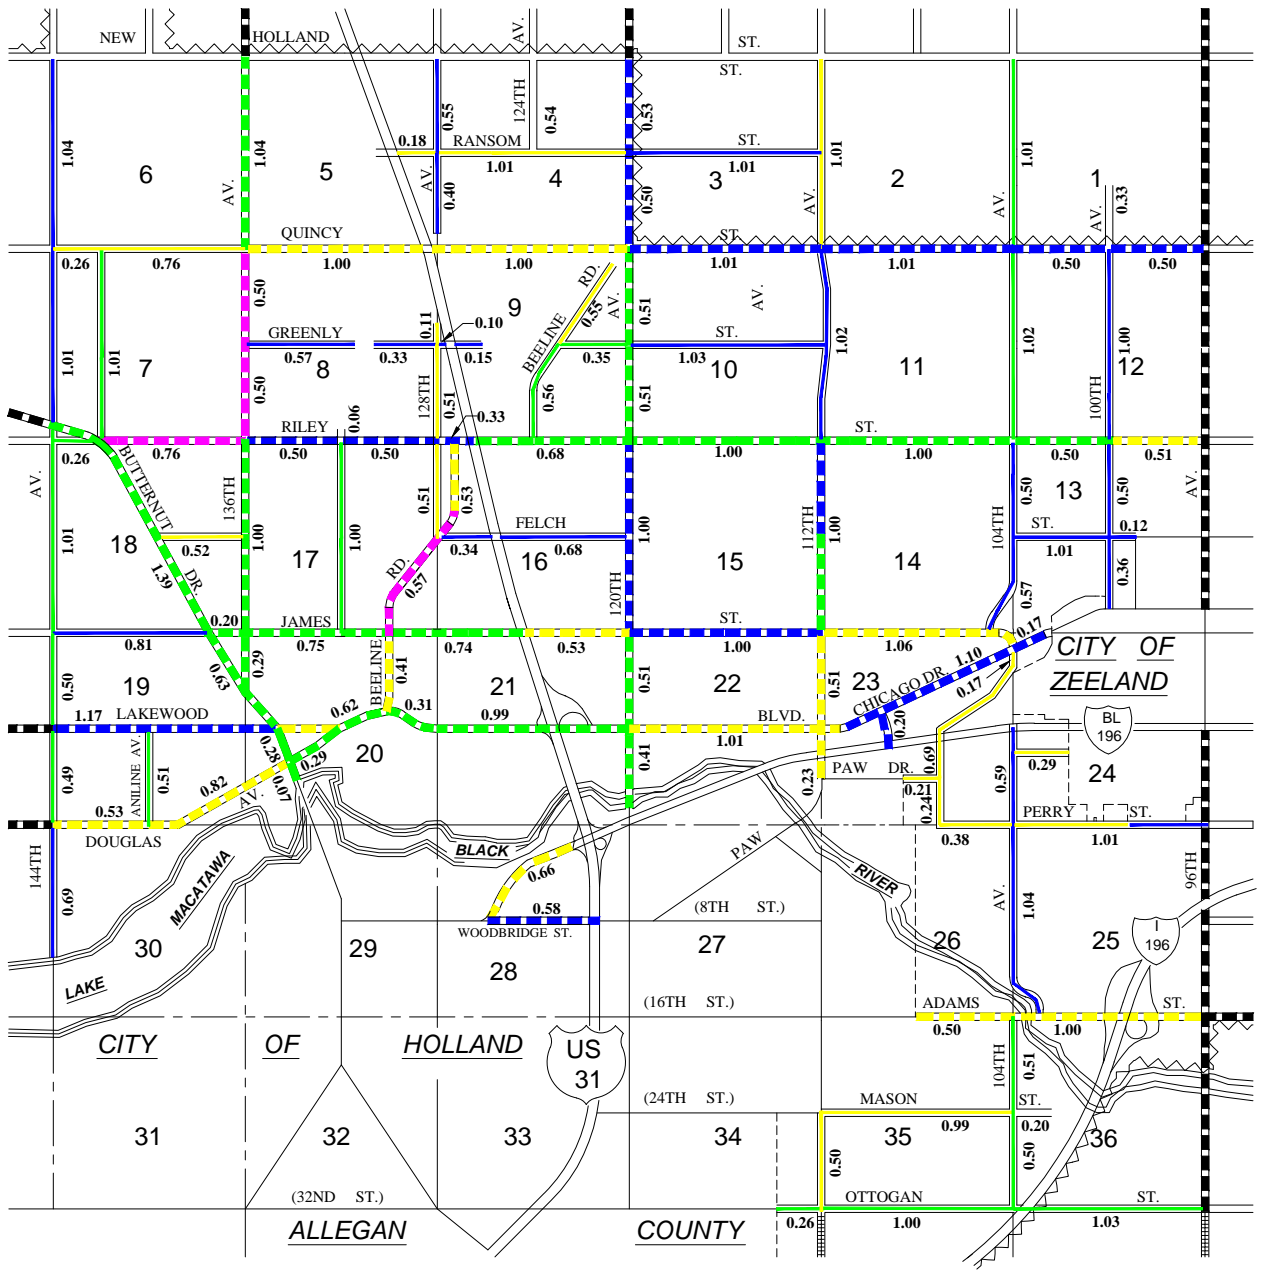 NEW HOLLAND ST.
AV.
ST.
1.04
AV.
1.04
0.55
124TH
0.54
0.53
0.18
RANSOM
ST.
1.01
1.01
1.01
1.01
6
5
AV.
0.40
4
0.50
3
AV.
2
AV.
1
AV.
0.33
QUINCY
ST.
0.26
0.76
1.00
1.00
1.01
1.01
0.50
0.50
0.50
RD.
AV.
0.51
AV.
9
0.11
0.10
0.55
GREENLY
ST.
BEELINE
1.01
1.01
7
0.57
8
0.33
0.15
0.35
1.03
10
1.02
11
1.02
1.00
12
0.50
128TH
0.51
0.56
0.51
100TH
0.06
0.33
RILEY
ST.
0.26
0.76
0.50
0.50
0.68
1.00
1.00
0.50
0.51
AV.
BUTTERNUT
136TH
0.51
0.53
0.50
13
0.50
AV.
FELCH
ST.
0.12
1.01
18
0.52
1.00
17
1.00
0.34
0.68
16
1.00
15
112TH
1.00
14
104TH
1.01
1.39
DR.
RD.
0.57
0.36
0.57
120TH
0.20
JAMES
ST.
0.17
0.81
0.75
0.74
0.53
1.00
1.06
CITY OF
ZEELAND
0.29
0.41
0.50
19
0.63
BEELINE
21
0.51
22
0.51
23
CHICAGO DR.
1.10
0.17
1.17
LAKEWOOD
0.62
0.31
0.99
BLVD.
1.01
0.20
BL
196
0.28
0.29
20
0.41
0.49
ANILINE AV.
0.51
0.82
AV.
0.07
0.23
PAW DR.
0.69
0.59
0.29
24
0.21
0.24
0.53
DOUGLAS
PERRY ST.
0.38
1.01
144TH
MACATAWA
BLACK
PAW
RIVER
96TH
0.69
0.66
0.58
(8TH ST.)
AV.
1.04
WOODBRIDGE ST.
30
29
28
27
26
25
I
196
LAKE
(16TH ST.)
ADAMS
ST.
0.50
1.00
CITY OF HOLLAND
US
31
104TH
0.51
(24TH ST.)
MASON
ST.
0.99
0.20
31
32
33
34
35
36
0.50
0.50
(32ND ST.)
OTTOGAN
ST.
0.26
1.00
1.03
ALLEGAN COUNTY